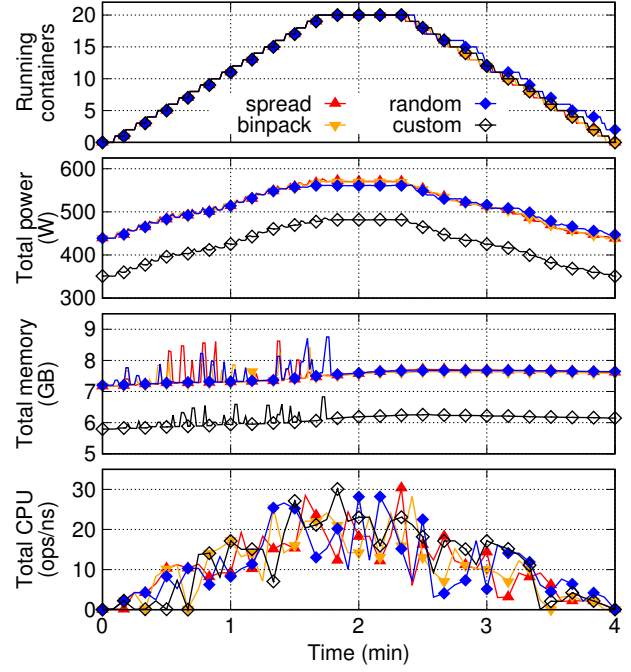 Running
containers
20
15
10
5
0
spread
random
binpack
custom
Total power
(W)
600
500
400
300
Total memory
(GB)
9
8
7
6
5
Total CPU
(ops/ns)
30
20
10
0
0 1 2 3 4
Time (min)